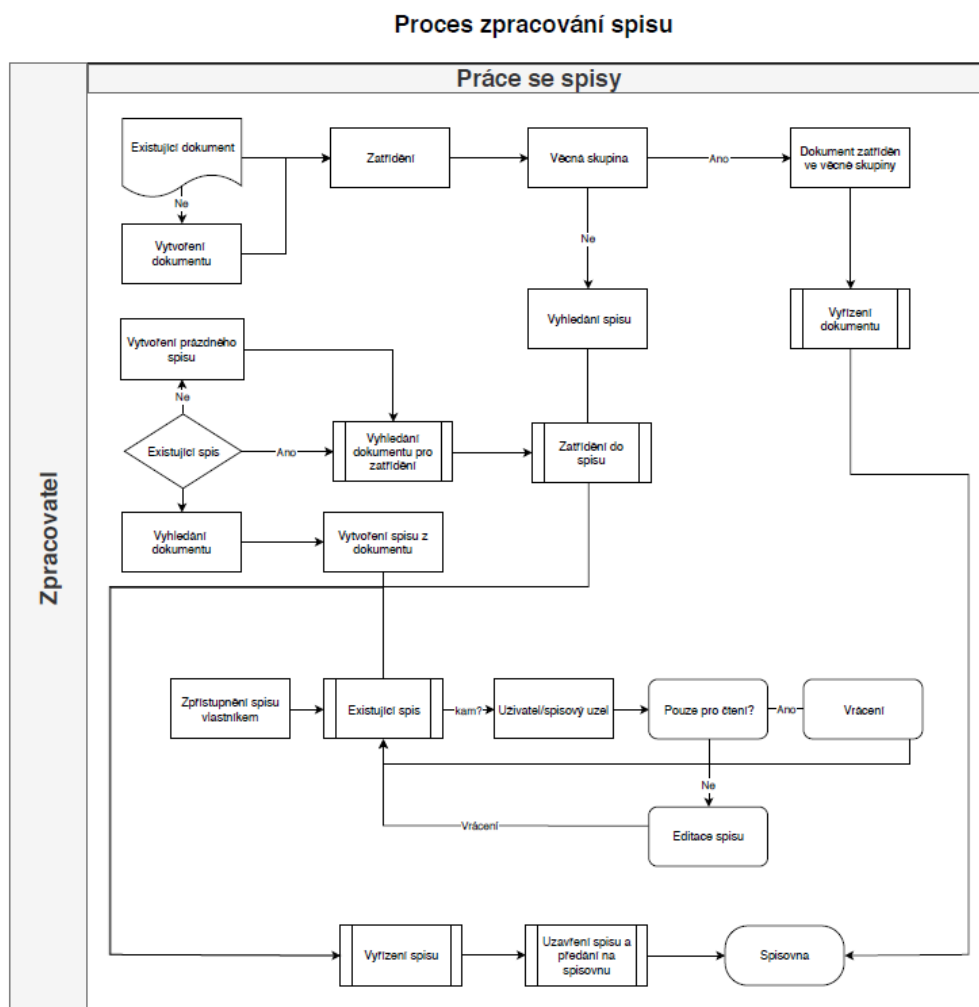 Proces zpracování spisu
Práce se spisy
Zpracovatel
Existující dokument
Zatřídění
Věcná skupina
Ano
Dokument zatříděn
ve věcné skupiny
Ne
Vytvoření
dokumentu
Ne
Vyhledání spisu
Vyřízení
dokumentu
Vytvoření prázdného
spisu
Ne
Existující spis
Ano
Vyhledání
dokumentu pro
zatřídění
Zatřídění do
spisu
Vyhledání
dokumentu
Vytvoření spisu z
dokumentu
Zpřístupnění spisu
vlastníkem
Existující spis
kam?
Uživatel/spisový uzel
Pouze pro čtení?
Ano
Vrácení
Ne
Vrácení
Editace spisu
Vyřízení spisu
Uzavření spisu a
předání na
spisovnu
Spisovna